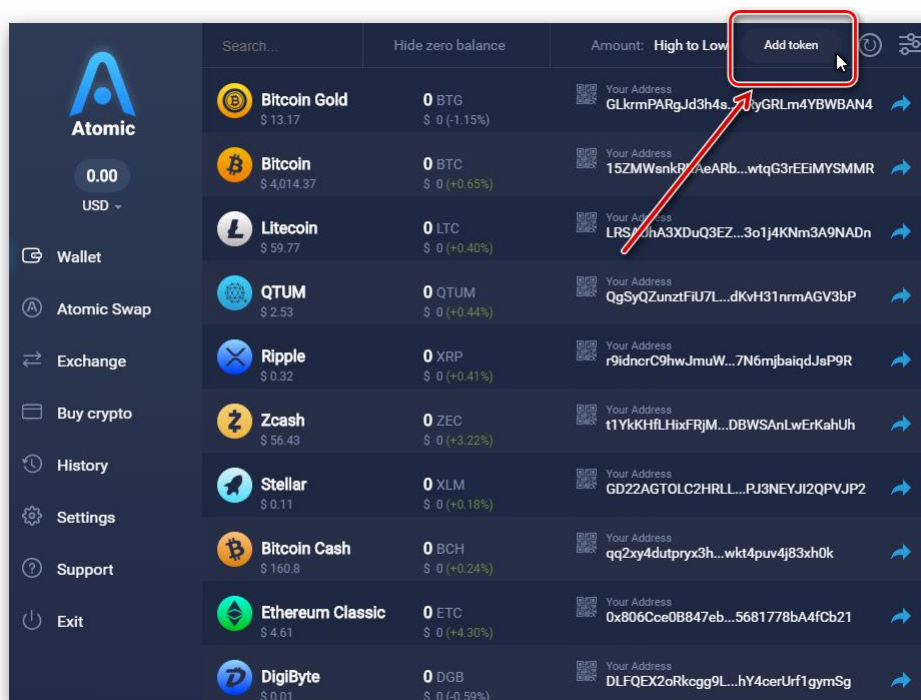 Search...
Hide zero balance
Amount: High to Low
Add token
Atomic
0.00
USD
Wallet
Atomic Swap
Exchange
Buy crypto
History
Settings
Support
Exit
Bitcoin Gold
$ 13.17
0 BTG
$ 0 (-1.15%)
Your Address
Bitcoin
$ 4,014.37
0 BTC
$ 0 (+0.65%)
Your Address
Litecoin
$ 59.77
0 LTC
$ 0 (+0.40%)
Your Address
QTUM
$ 2.53
0 QTUM
$ 0 (+0.44%)
Your Address
QgSyQZunztFiU7L...dKvH31nrmAGV3bP
Ripple
$ 0.32
0 XRP
$ 0 (+0.41%)
Your Address
r9idncrC9hwJmuW...7N6mjbaiqdJsP9R
Zcash
$ 56.43
0 ZEC
$ 0 (+3.22%)
Your Address
t1YkKHfLHixFRjM...DBWSAnLwErKahUh
Stellar
$ 0.11
0 XLM
$ 0 (+0.18%)
Your Address
GD22AGTOLC2HRLL...PJ3NEYJI2QPVJP2
Bitcoin Cash
$ 160.8
0 BCH
$ 0 (+0.24%)
Your Address
qq2xy4dutpryx3h...wkt4puv4j83xh0k
Ethereum Classic
$ 4.61
0 ETC
$ 0 (+4.30%)
Your Address
0x806Cce0B847eb...5681778bA4fCb21
DigiByte
$ 0.01
0 DGB
$ 0 (-0.59%)
Your Address
DLFQEX2oRkcgg9L...hY4cerUrf1gymSg